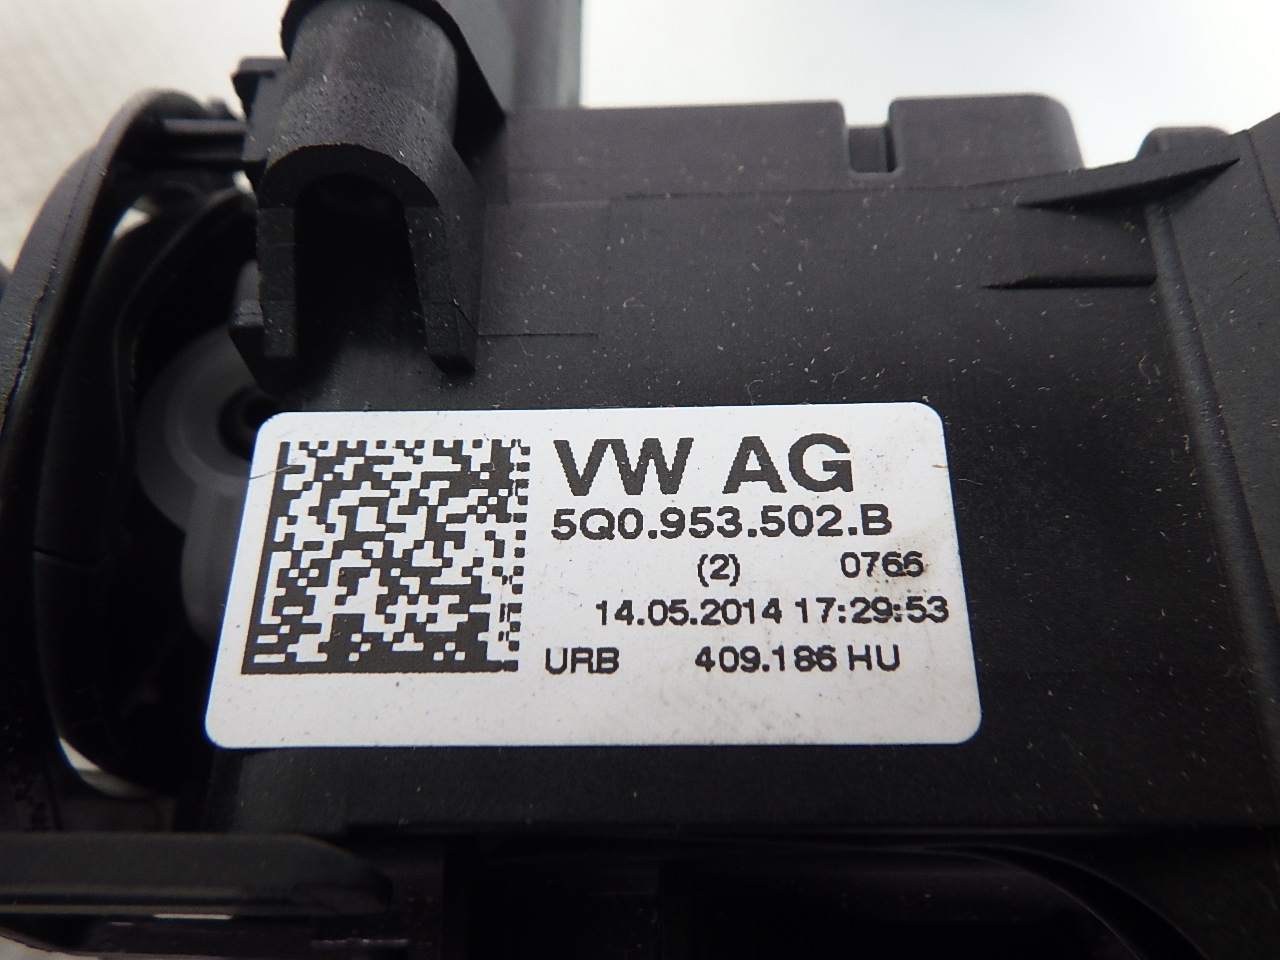 VW AG
5Q0.953.502.B
(2) 0766
14.05.2014 17:29:53
URB 409.186 HU